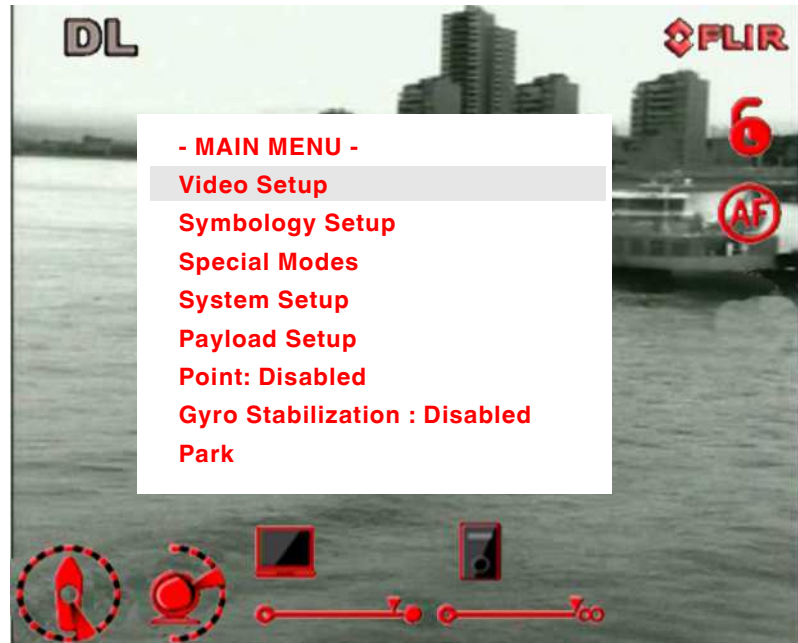 DL
FLIR
AF
- MAIN MENU -
Video Setup
Symbology Setup
Special Modes
System Setup
Payload Setup
Point: Disabled
Gyro Stabilization : Disabled
Park